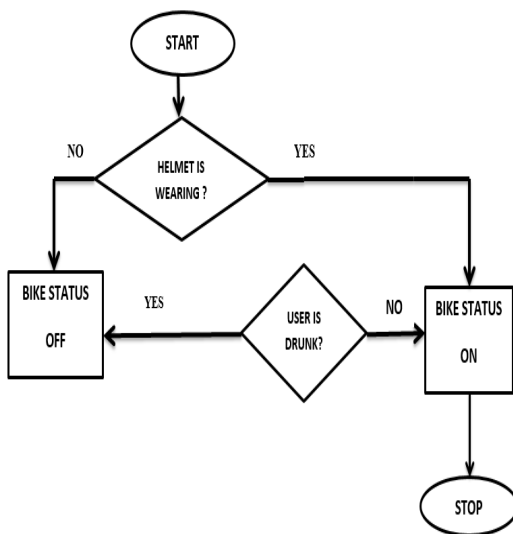 START
NO
YES
HELMET IS
WEARING ?
BIKE STATUS
OFF
YES
USER IS
DRUNK?
NO
BIKE STATUS
ON
STOP